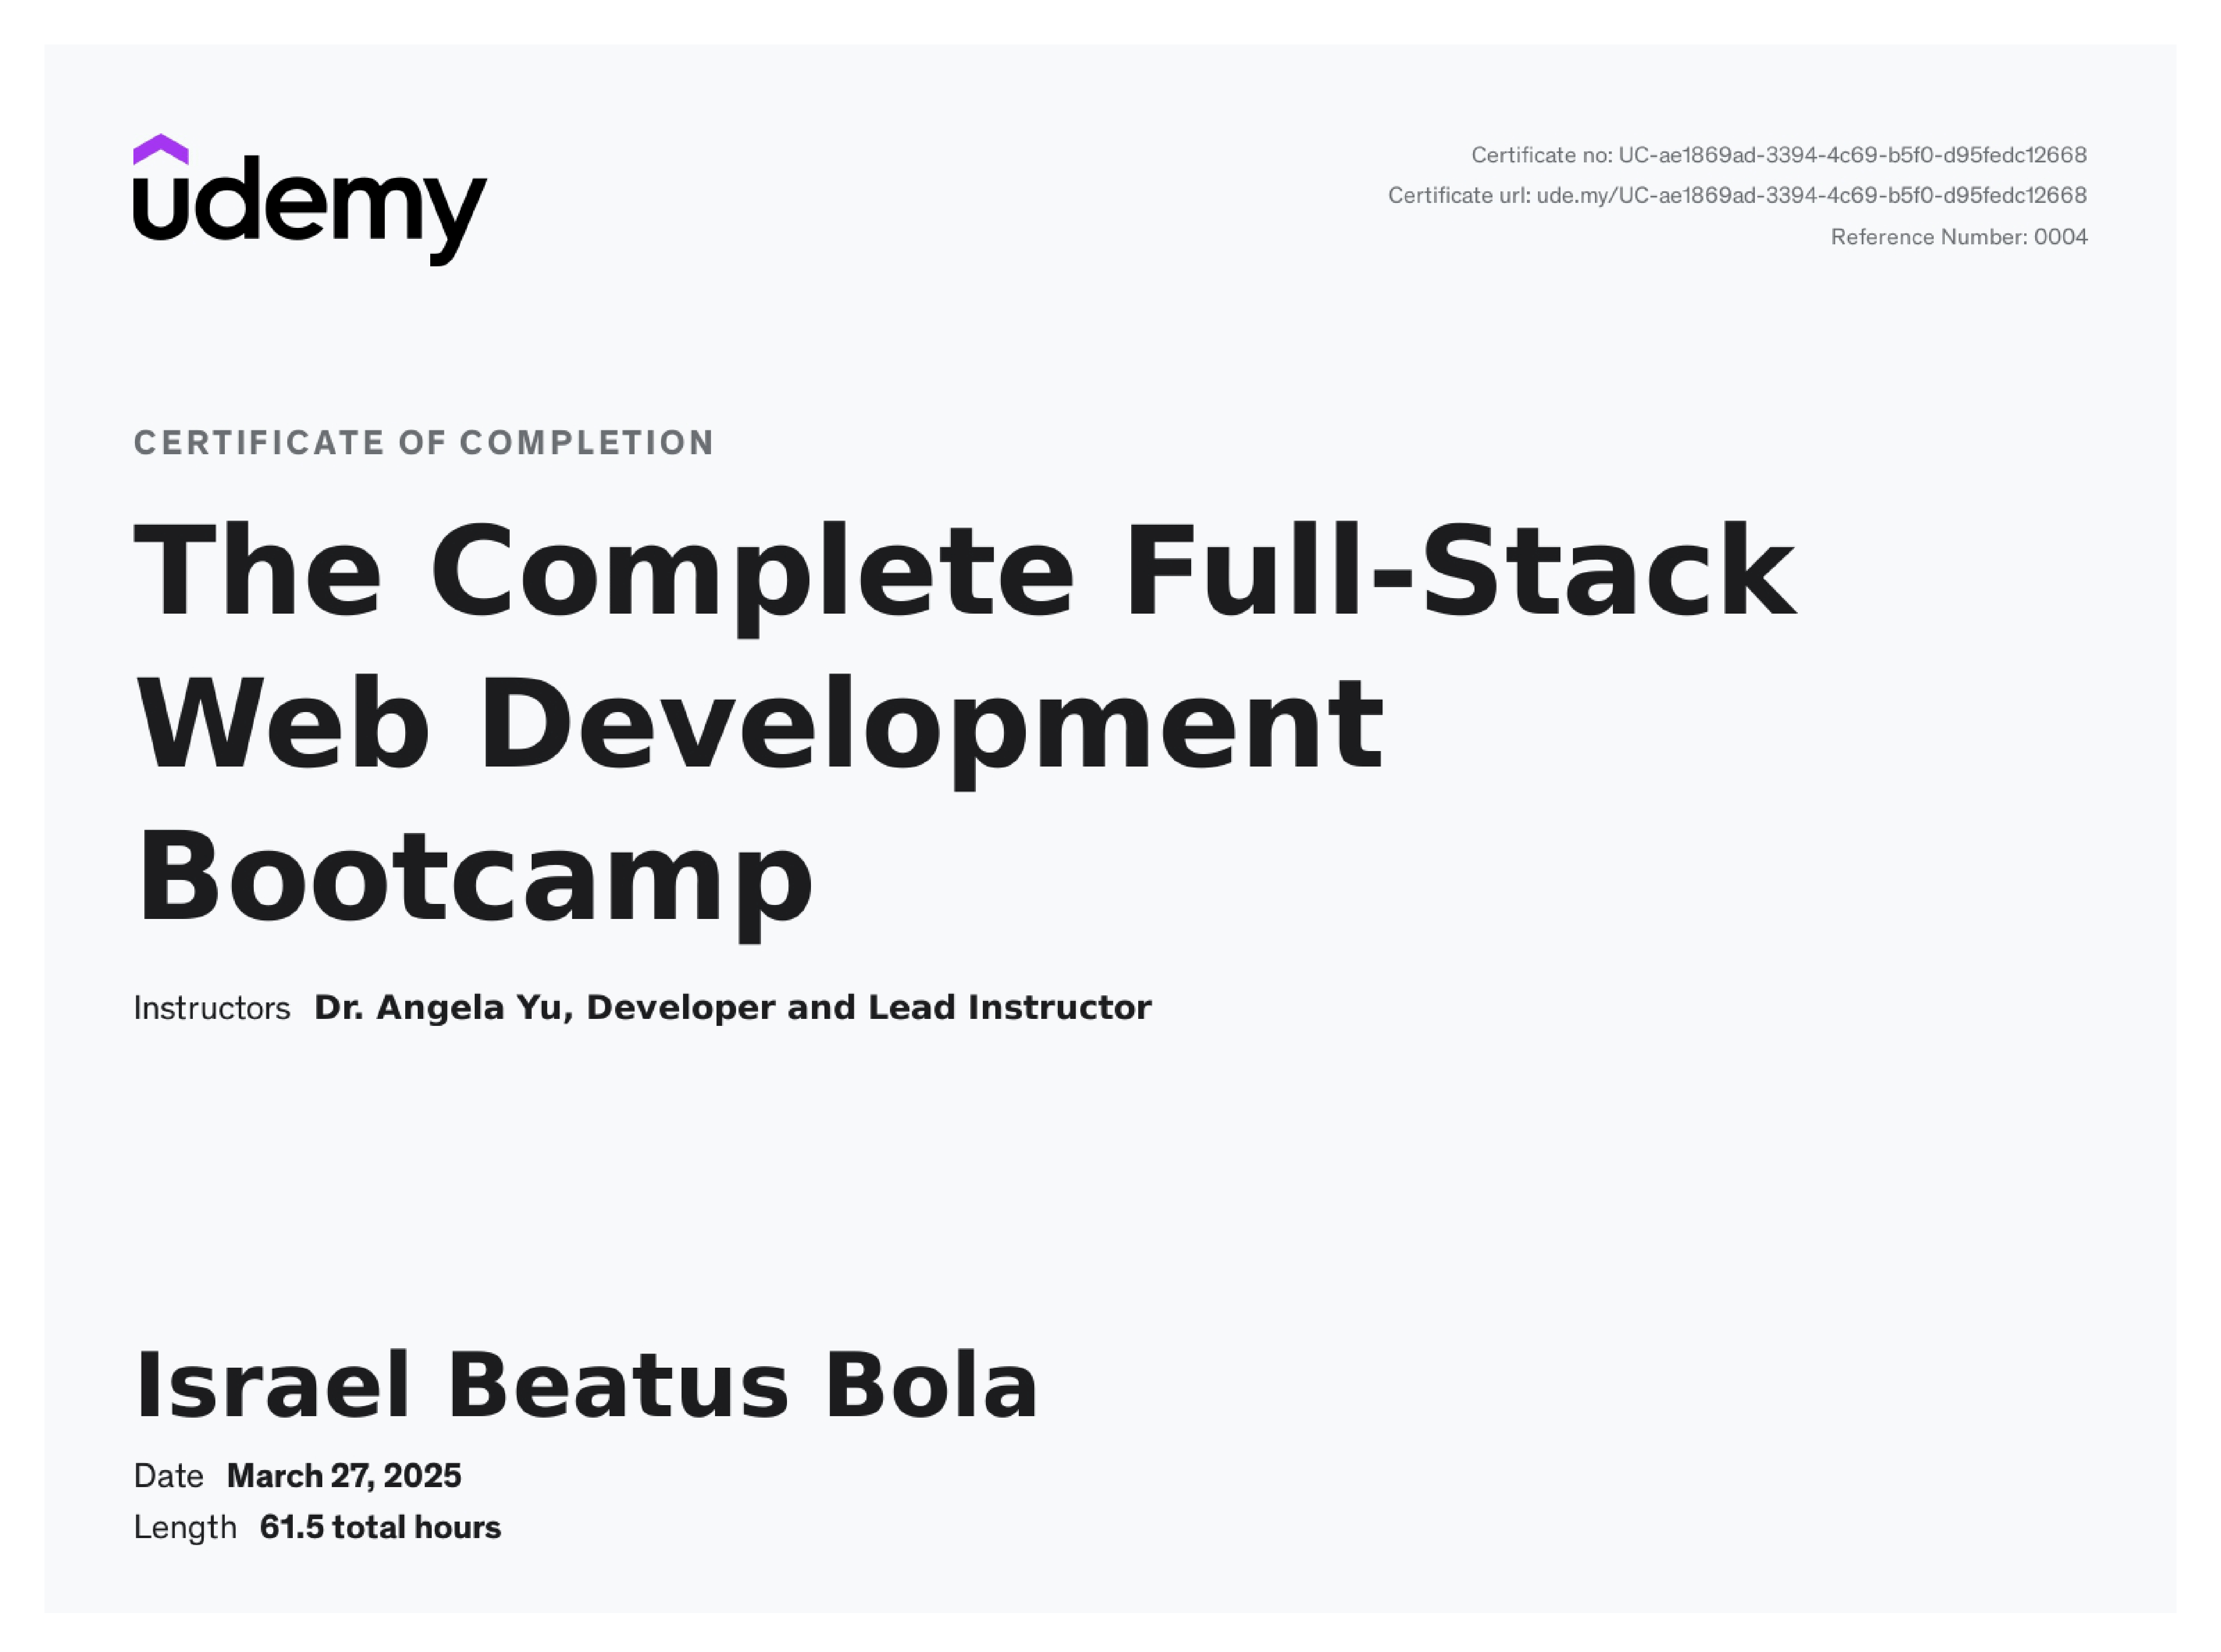 udemy
Certificate no: UC-ae1869ad-3394-4c69-b5f0-d95fedc12668
Certificate url: ude.my/UC-ae1869ad-3394-4c69-b5f0-d95fedc12668
Reference Number: 0004
CERTIFICATE OF COMPLETION
The Complete Full-Stack
Web Development
Bootcamp
Instructors Dr. Angela Yu, Developer and Lead Instructor
Israel Beatus Bola
Date March 27, 2025
Length 61.5 total hours